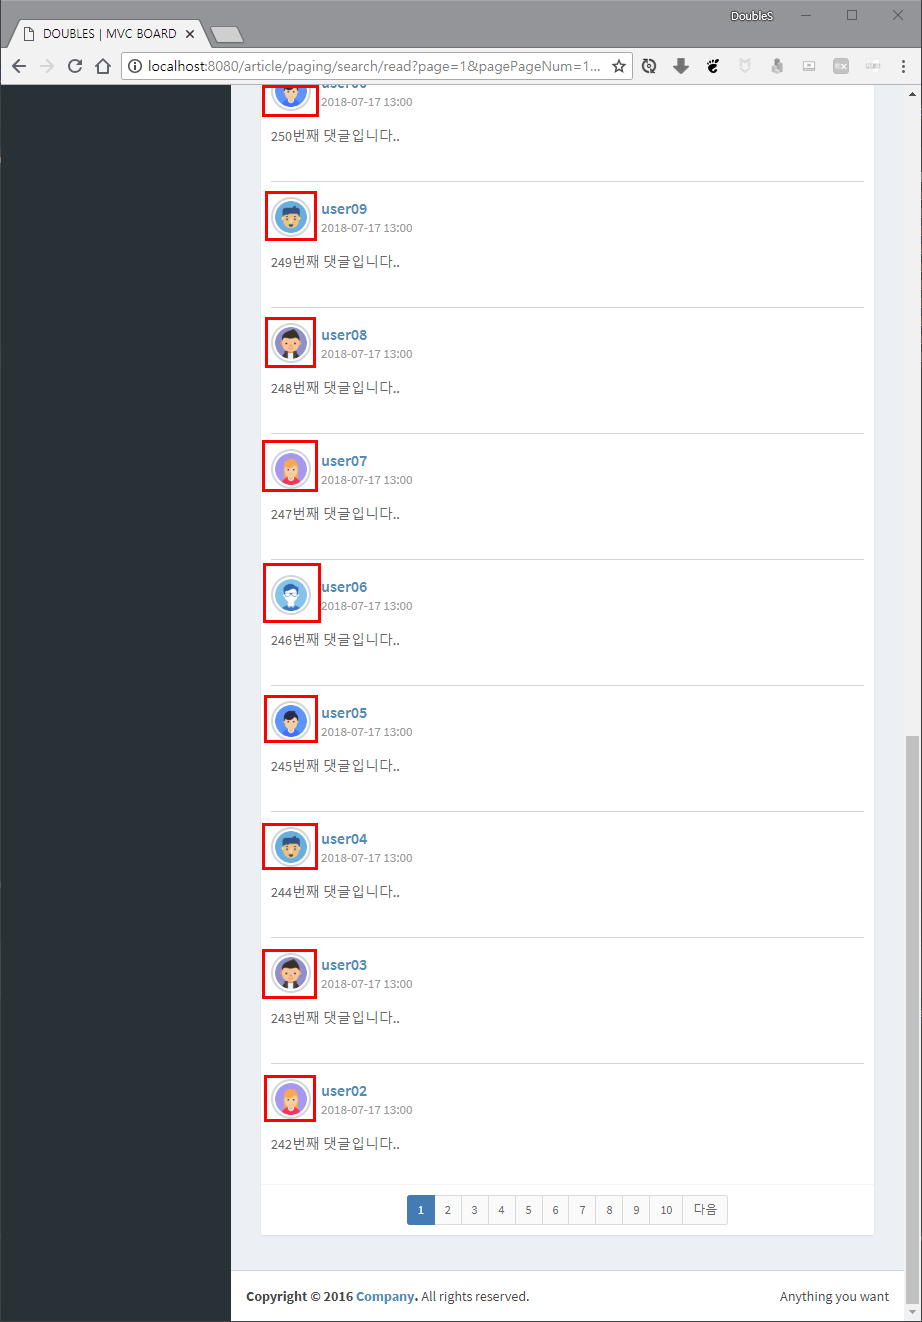 DoubleS
DOUBLES | MVC BOARD
localhost:8080/article/paging/search/read?page=1&pagePageNum=1...
2018-07-17 13:00
250번째 댓글입니다..
user09
2018-07-17 13:00
249번째 댓글입니다..
user08
2018-07-17 13:00
248번째 댓글입니다..
user07
2018-07-17 13:00
247번째 댓글입니다..
user06
2018-07-17 13:00
246번째 댓글입니다..
user05
2018-07-17 13:00
245번째 댓글입니다..
user04
2018-07-17 13:00
244번째 댓글입니다..
user03
2018-07-17 13:00
243번째 댓글입니다..
user02
2018-07-17 13:00
242번째 댓글입니다..
1 2 3 4 5 6 7 8 9 10 다음
Copyright © 2016 Company. All rights reserved.
Anything you want